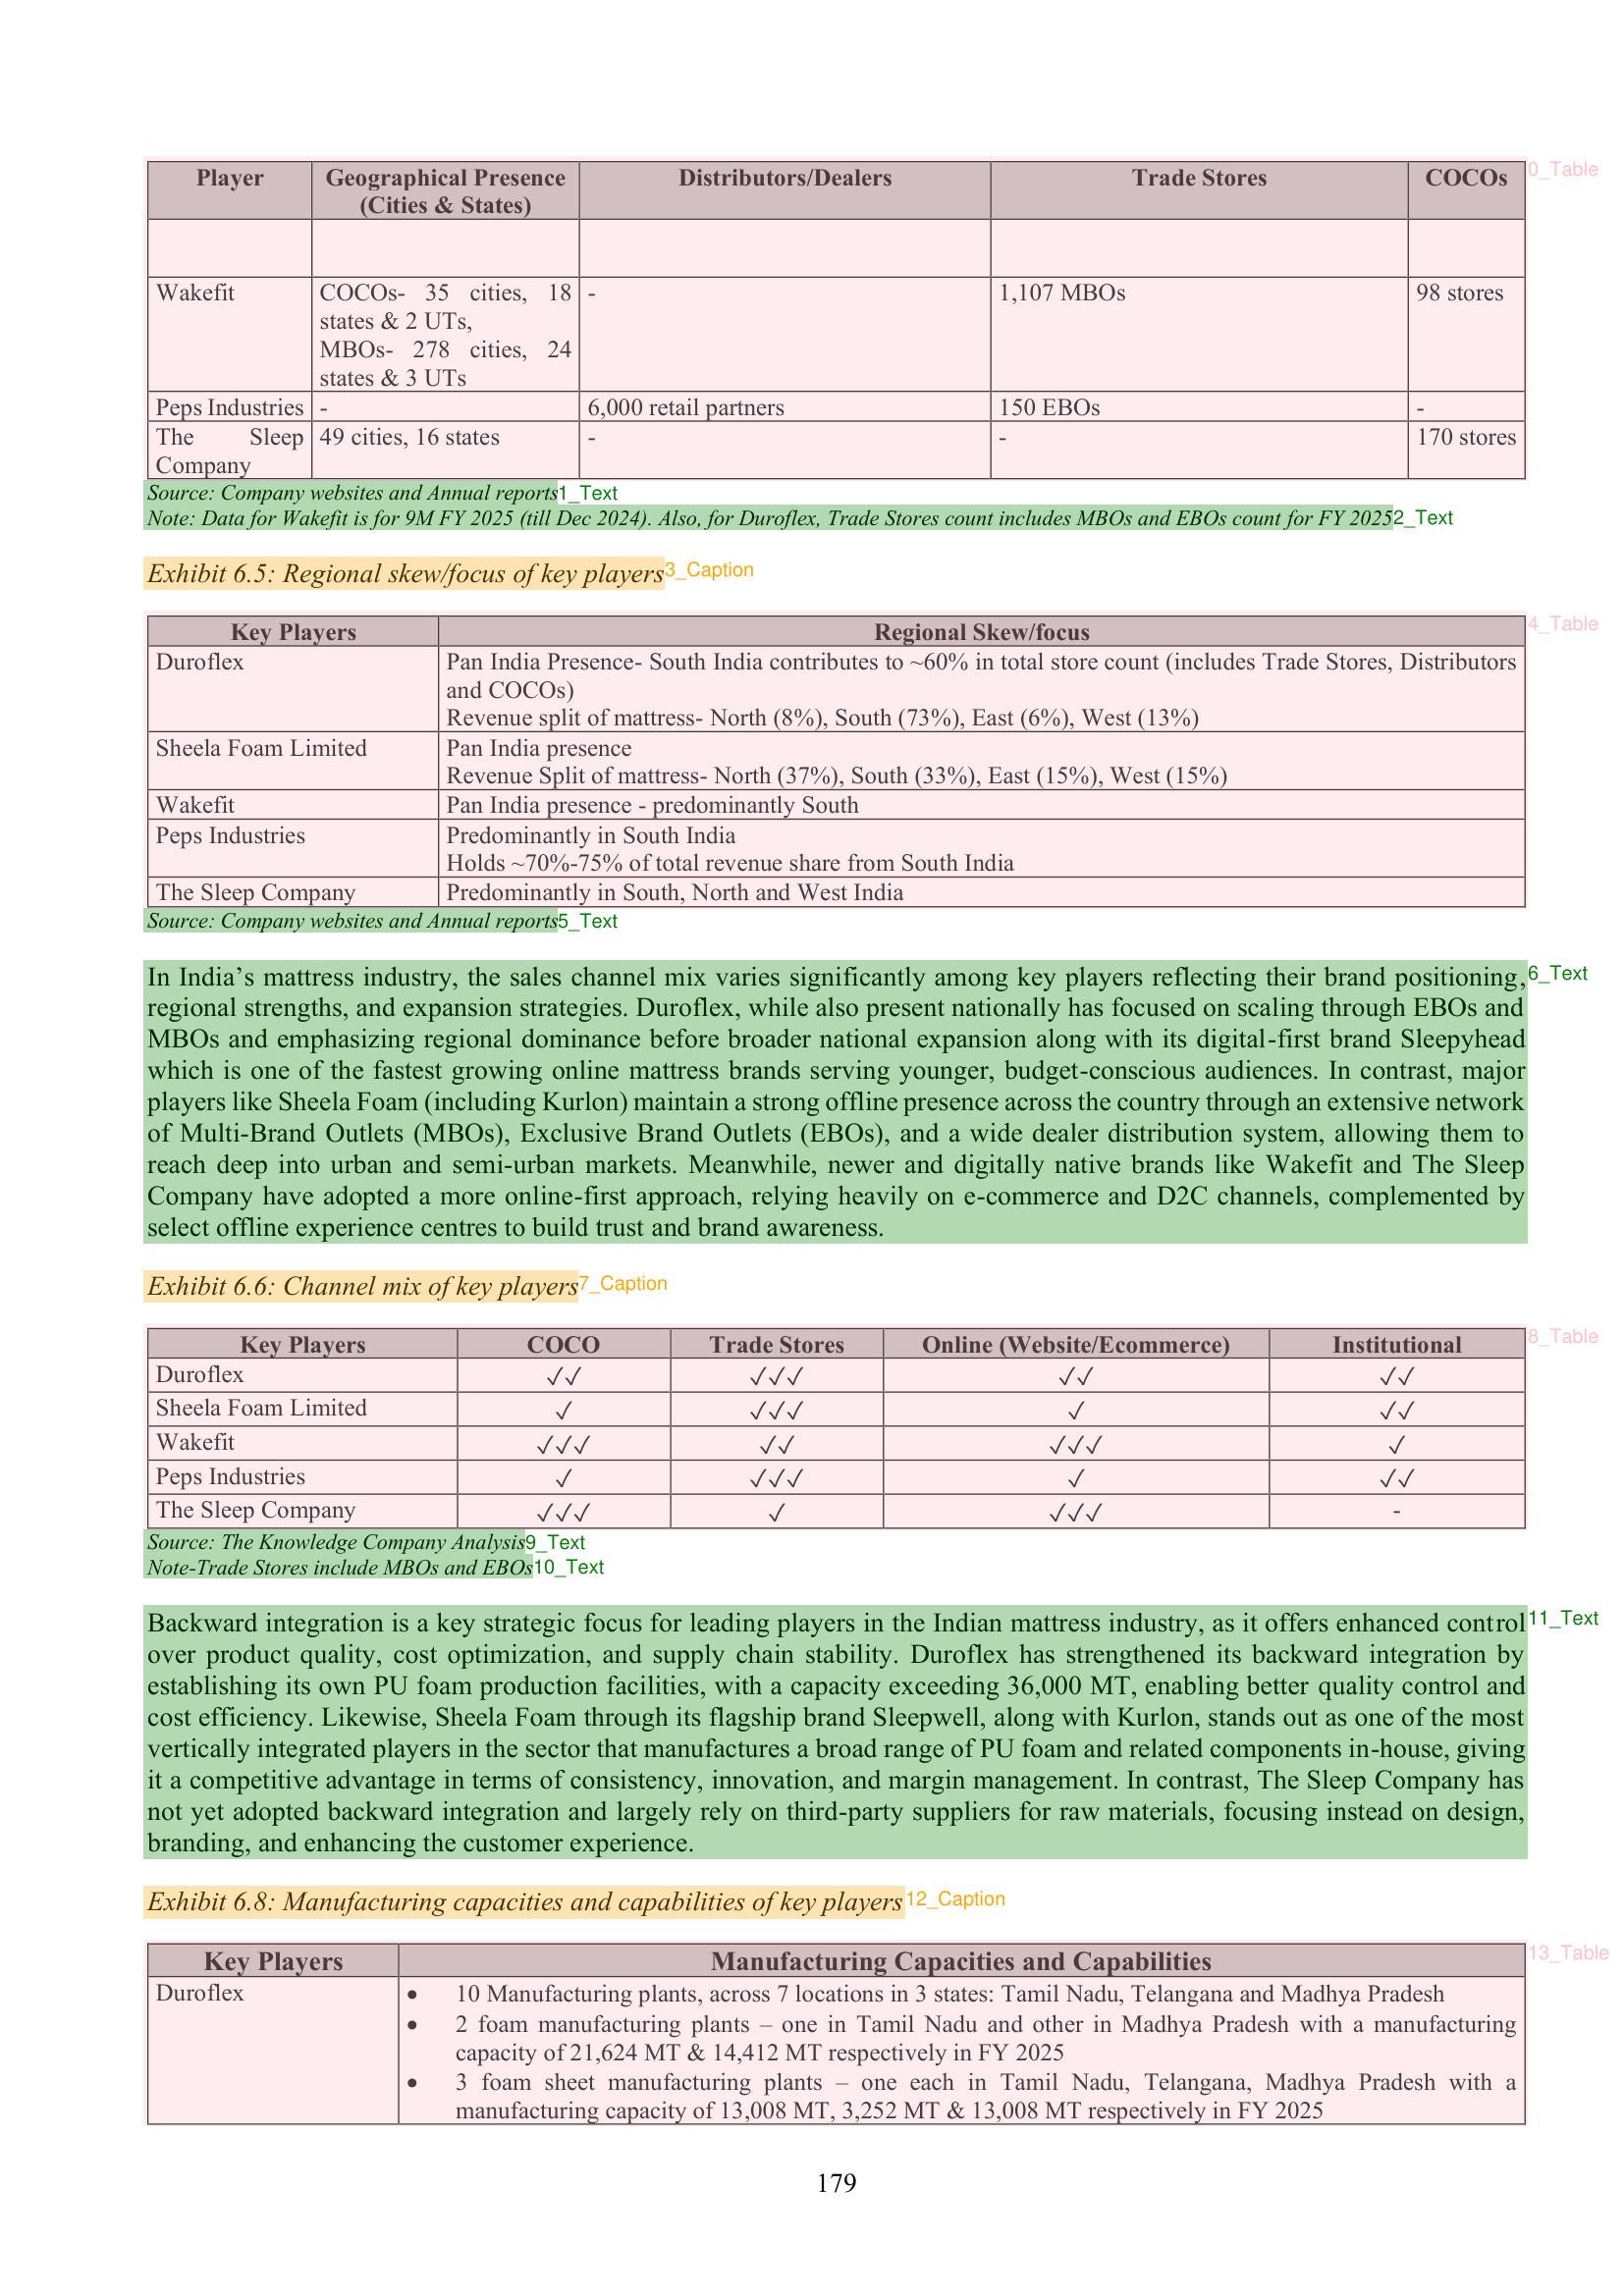 Player Geographical Presence (Cities & States) Distributors/Dealers Trade Stores COCOs
0_Table
Wakefit COCOs- 35 cities, 18 - 1,107 MBOs 98 stores
states & 2 UTs,
MBOs- 278 cities, 24
states & 3 UTs
Peps Industries - 6,000 retail partners 150 EBOs -
The Sleep Company 49 cities, 16 states - - 170 stores
Source: Company websites and Annual reports 1_Text
Note: Data for Wakefit is for 9M FY 2025 (till Dec 2024). Also, for Duroflex, Trade Stores count includes MBOs and EBOs count for FY 2025 2_Text
Exhibit 6.5: Regional skew/focus of key players 3_Caption
Key Players Regional Skew/focus 4_Table
Duroflex Pan India Presence- South India contributes to ~60% in total store count (includes Trade Stores, Distributors
and COCOs)
Revenue split of mattress- North (8%), South (73%), East (6%), West (13%)
Sheela Foam Limited Pan India presence
Revenue Split of mattress- North (37%), South (33%), East (15%), West (15%)
Wakefit Pan India presence - predominantly South
Peps Industries Predominantly in South India
Holds ~70%-75% of total revenue share from South India
The Sleep Company Predominantly in South, North and West India
Source: Company websites and Annual reports 5_Text
In India’s mattress industry, the sales channel mix varies significantly among key players reflecting their brand positioning, 6_Text
regional strengths, and expansion strategies. Duroflex, while also present nationally has focused on scaling through EBOs and
MBOs and emphasizing regional dominance before broader national expansion along with its digital-first brand Sleepyhead
which is one of the fastest growing online mattress brands serving younger, budget-conscious audiences. In contrast, major
players like Sheela Foam (including Kurlon) maintain a strong offline presence across the country through an extensive network
of Multi-Brand Outlets (MBOs), Exclusive Brand Outlets (EBOs), and a wide dealer distribution system, allowing them to
reach deep into urban and semi-urban markets. Meanwhile, newer and digitally native brands like Wakefit and The Sleep
Company have adopted a more online-first approach, relying heavily on e-commerce and D2C channels, complemented by
select offline experience centres to build trust and brand awareness.
Exhibit 6.6: Channel mix of key players 7_Caption
Key Players COCO Trade Stores Online (Website/Ecommerce) Institutional 8_Table
Duroflex ✓✓ ✓✓✓ ✓✓ ✓✓
Sheela Foam Limited ✓ ✓✓✓ ✓ ✓✓
Wakefit ✓✓✓ ✓✓ ✓✓✓ ✓
Peps Industries ✓ ✓✓✓ ✓ ✓✓
The Sleep Company ✓✓✓ ✓ ✓✓✓ -
Source: The Knowledge Company Analysis 9_Text
Note-Trade Stores include MBOs and EBOs 10_Text
Backward integration is a key strategic focus for leading players in the Indian mattress industry, as it offers enhanced control 11_Text
over product quality, cost optimization, and supply chain stability. Duroflex has strengthened its backward integration by
establishing its own PU foam production facilities, with a capacity exceeding 36,000 MT, enabling better quality control and
cost efficiency. Likewise, Sheela Foam through its flagship brand Sleepwell, along with Kurlon, stands out as one of the most
vertically integrated players in the sector that manufactures a broad range of PU foam and related components in-house, giving
it a competitive advantage in terms of consistency, innovation, and margin management. In contrast, The Sleep Company has
not yet adopted backward integration and largely rely on third-party suppliers for raw materials, focusing instead on design,
branding, and enhancing the customer experience.
Exhibit 6.8: Manufacturing capacities and capabilities of key players 12_Caption
Key Players Manufacturing Capacities and Capabilities 13_Table
Duroflex • 10 Manufacturing plants, across 7 locations in 3 states: Tamil Nadu, Telangana and Madhya Pradesh
• 2 foam manufacturing plants – one in Tamil Nadu and other in Madhya Pradesh with a manufacturing
capacity of 21,624 MT & 14,412 MT respectively in FY 2025
• 3 foam sheet manufacturing plants – one each in Tamil Nadu, Telangana, Madhya Pradesh with a
manufacturing capacity of 13,008 MT, 3,252 MT & 13,008 MT respectively in FY 2025
179